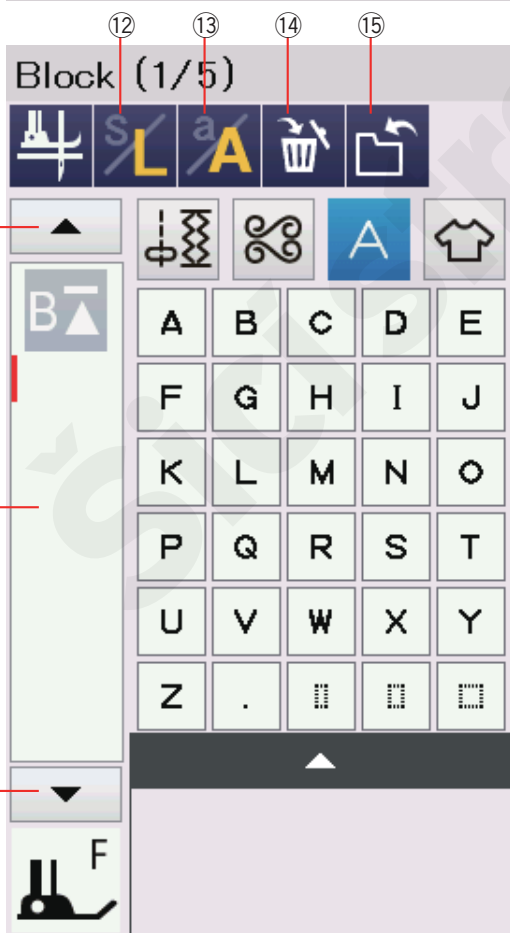 ⑫ ⑬ ⑭ ⑮
Block (1/5)
S/L a/A
A
B
A B C D E
F G H I J
K L M N O
P Q R S T
U V W X Y
Z .
F